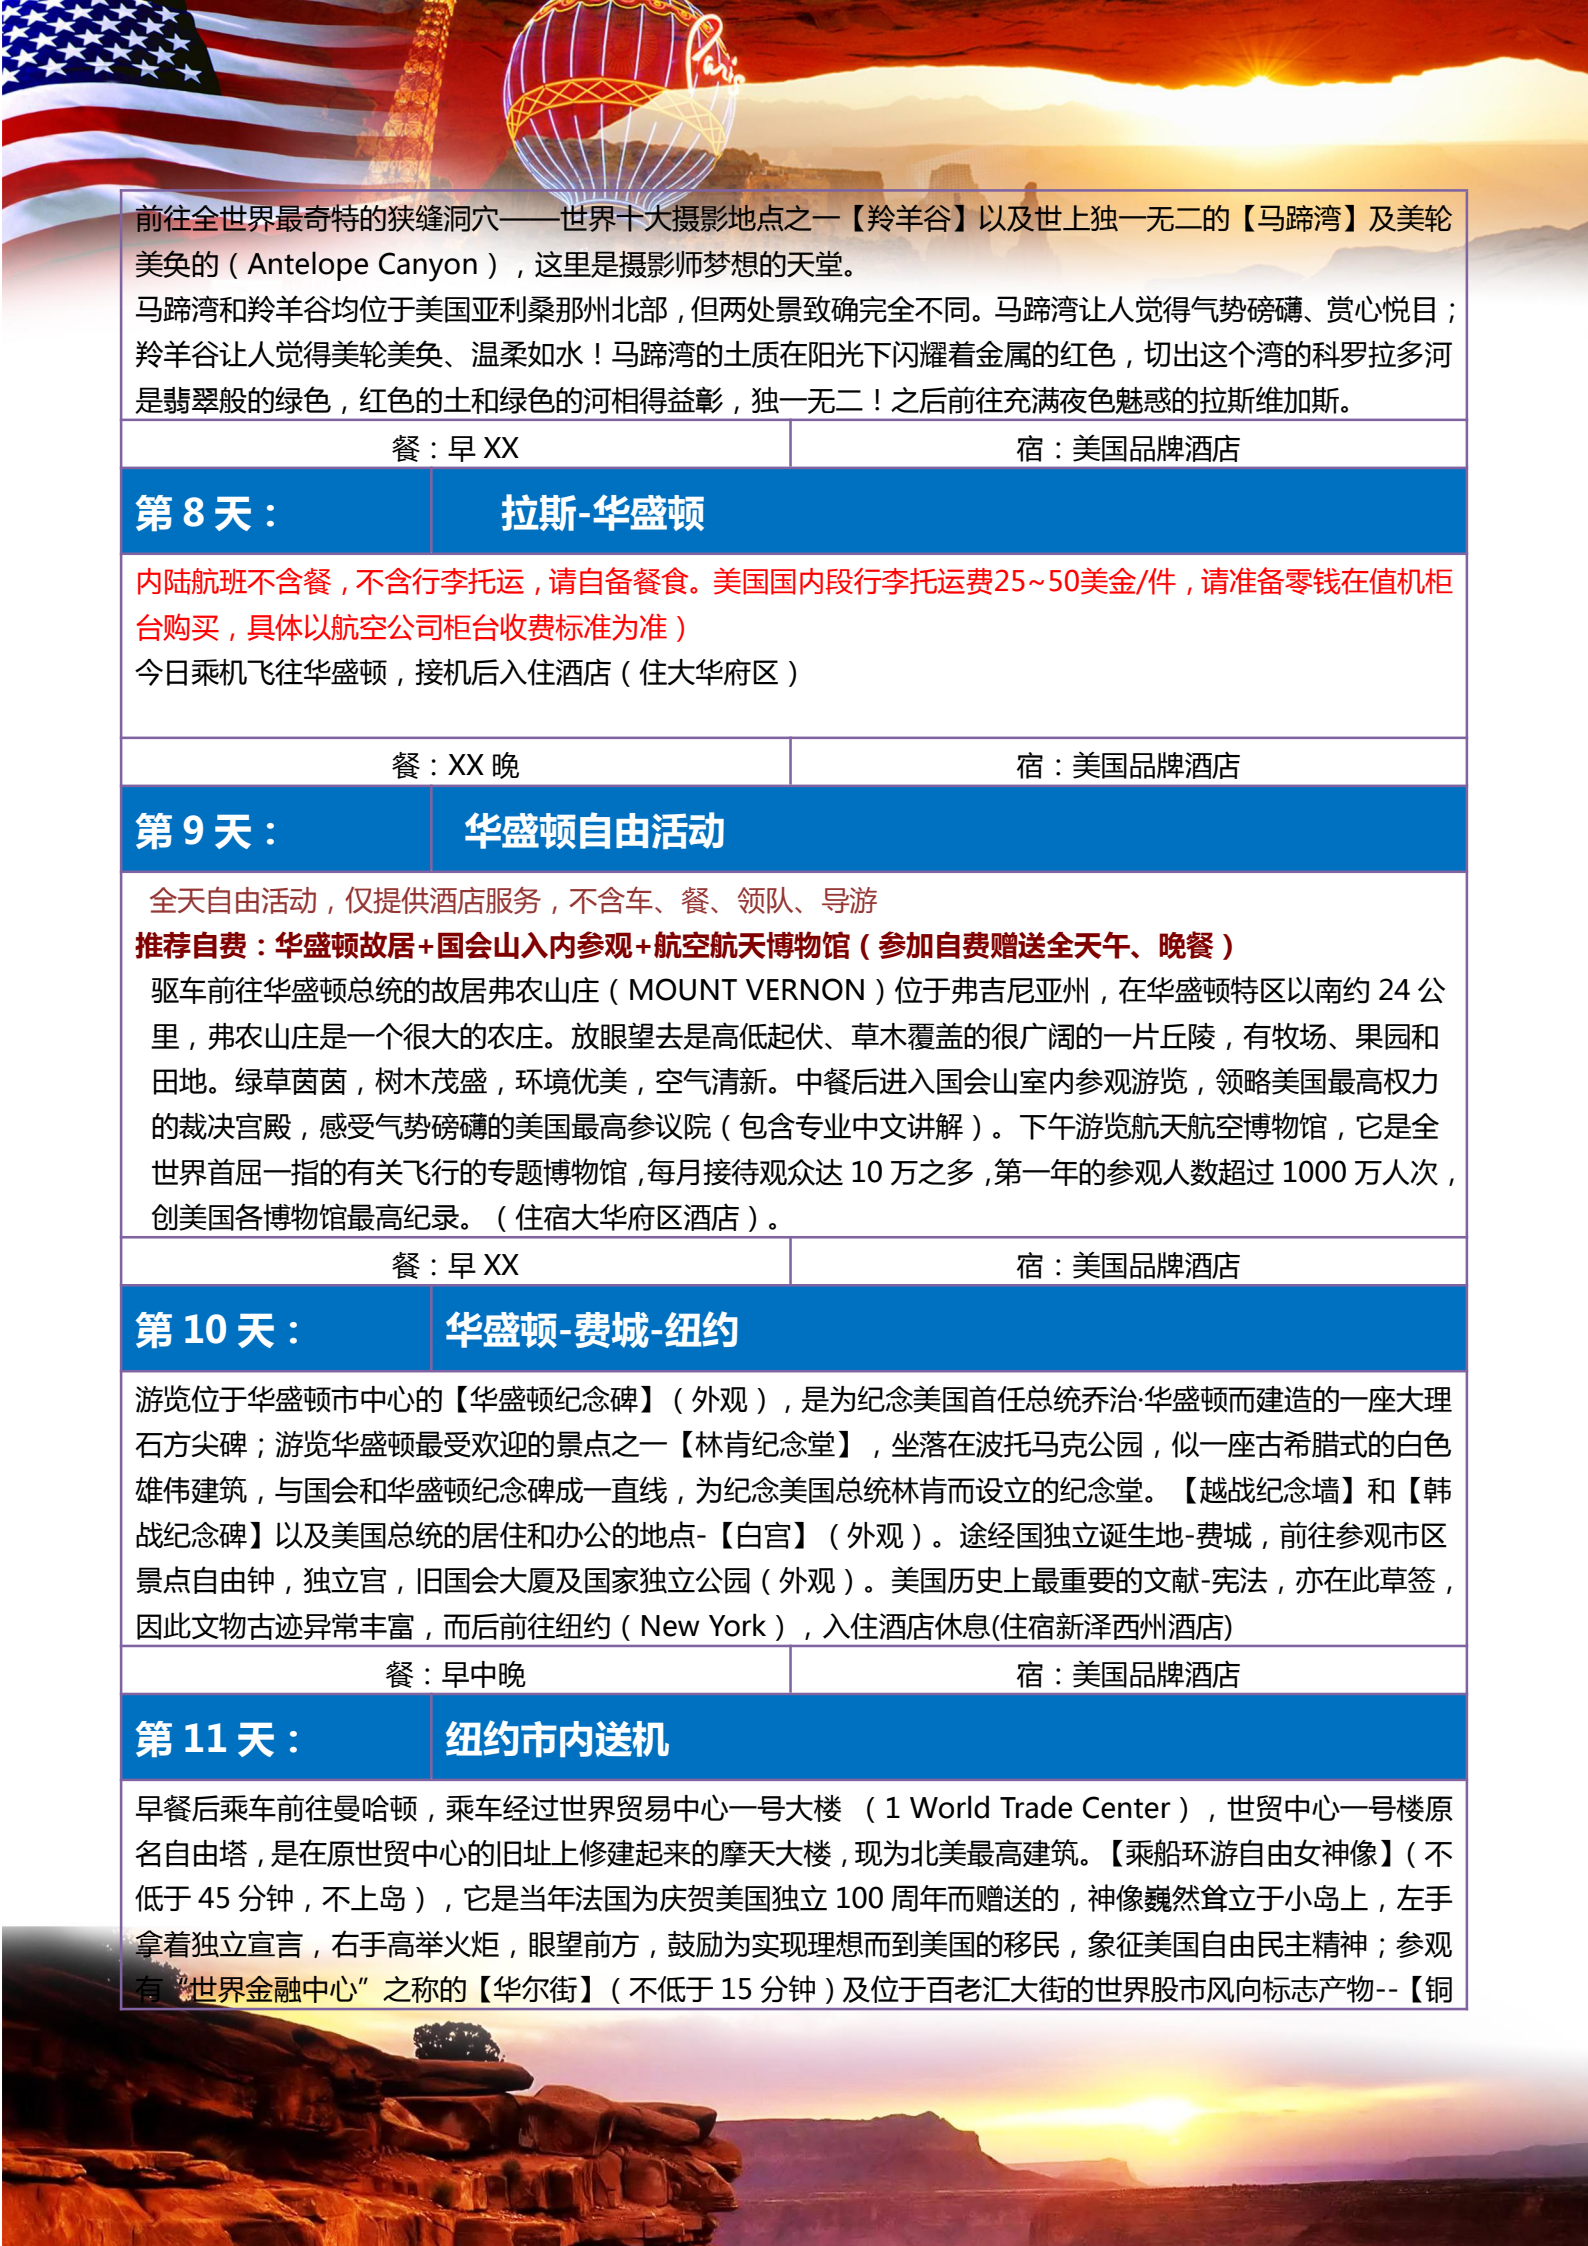 Paris
前往全世界最奇特的狭缝洞穴——世界十大摄影地点之一【羚羊谷】以及世上独一无二的【马蹄湾】及美轮
美奂的（Antelope Canyon），这里是摄影师梦想的天堂。
马蹄湾和羚羊谷均位于美国亚利桑那州北部，但两处景致确完全不同。马蹄湾让人觉得气势磅礴、赏心悦目；
羚羊谷让人觉得美轮美奂、温柔如水！马蹄湾的土质在阳光下闪耀着金属的红色，切出这个湾的科罗拉多河
是翡翠般的绿色，红色的土和绿色的河相得益彰，独一无二！之后前往充满夜色魅惑的拉斯维加斯。
餐：早 XX 宿：美国品牌酒店
第 8 天： 拉斯-华盛顿
内陆航班不含餐，不含行李托运，请自备餐食。美国国内段行李托运费25~50美金/件，请准备零钱在值机柜
台购买，具体以航空公司柜台收费标准为准）
今日乘机飞往华盛顿，接机后入住酒店（住大华府区）
餐：XX 晚 宿：美国品牌酒店
第 9 天： 华盛顿自由活动
全天自由活动，仅提供酒店服务，不含车、餐、领队、导游
推荐自费：华盛顿故居+国会山入内参观+航空航天博物馆（参加自费赠送全天午、晚餐）
驱车前往华盛顿总统的故居弗农山庄（MOUNT VERNON）位于弗吉尼亚州，在华盛顿特区以南约 24 公
里，弗农山庄是一个很大的农庄。放眼望去是高低起伏、草木覆盖的很广阔的一片丘陵，有牧场、果园和
田地。绿草茵茵，树木茂盛，环境优美，空气清新。中餐后进入国会山室内参观游览，领略美国最高权力
的裁决宫殿，感受气势磅礴的美国最高参议院（包含专业中文讲解）。下午游览航天航空博物馆，它是全
世界首屈一指的有关飞行的专题博物馆，每月接待观众达 10 万之多，第一年的参观人数超过 1000 万人次，
创美国各博物馆最高纪录。（住宿大华府区酒店）。
餐：早 XX 宿：美国品牌酒店
第 10 天： 华盛顿-费城-纽约
游览位于华盛顿市中心的【华盛顿纪念碑】（外观），是为纪念美国首任总统乔治·华盛顿而建造的一座大理
石方尖碑；游览华盛顿最受欢迎的景点之一【林肯纪念堂】，坐落在波托马克公园，似一座古希腊式的白色
雄伟建筑，与国会和华盛顿纪念碑成一直线，为纪念美国总统林肯而设立的纪念堂。【越战纪念墙】和【韩
战纪念碑】以及美国总统的居住和办公的地点-【白宫】（外观）。途经国独立诞生地-费城，前往参观市区
景点自由钟，独立宫，旧国会大厦及国家独立公园（外观）。美国历史上最重要的文献-宪法，亦在此草签，
因此文物古迹异常丰富，而后前往纽约（New York），入住酒店休息(住宿新泽西州酒店)
餐：早中晚 宿：美国品牌酒店
第 11 天： 纽约市内送机
早餐后乘车前往曼哈顿，乘车经过世界贸易中心一号大楼 （1 World Trade Center），世贸中心一号楼原
名自由塔，是在原世贸中心的旧址上修建起来的摩天大楼，现为北美最高建筑。【乘船环游自由女神像】（不
低于 45 分钟，不上岛），它是当年法国为庆贺美国独立 100 周年而赠送的，神像巍然耸立于小岛上，左手
拿着独立宣言，右手高举火炬，眼望前方，鼓励为实现理想而到美国的移民，象征美国自由民主精神；参观
有“世界金融中心”之称的【华尔街】（不低于 15 分钟）及位于百老汇大街的世界股市风向标志产物--【铜